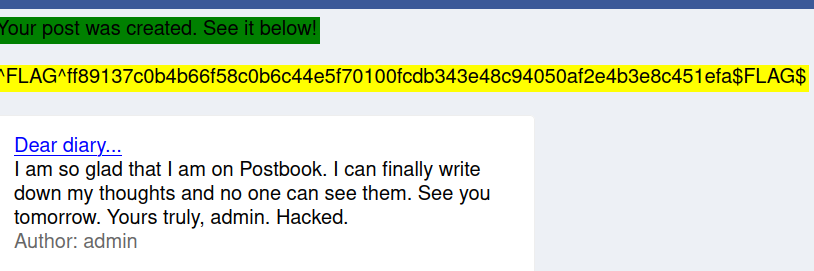 Your post was created. See it below!
^FLAG^ff89137c0b4b66f58c0b6c44e5f70100fcdb343e48c94050af2e4b3e8c451efa$FLAG$
Dear diary...
I am so glad that I am on Postbook. I can finally write
down my thoughts and no one can see them. See you
tomorrow. Yours truly, admin. Hacked.
Author: admin